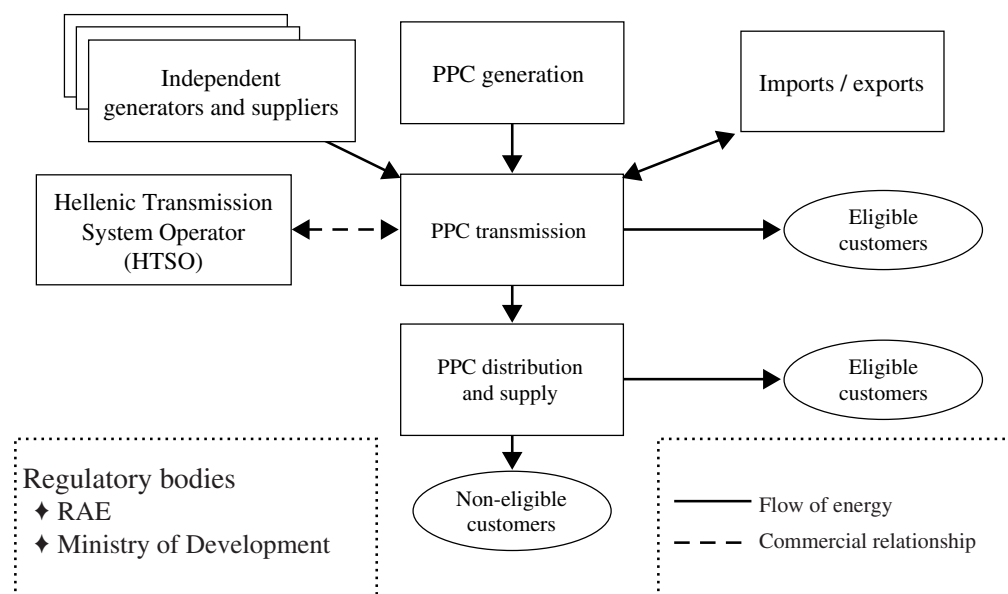 Independent
generators and suppliers
PPC generation
Imports / exports
Hellenic Transmission
System Operator
(HTSO)
PPC transmission
Eligible
customers
PPC distribution
and supply
Eligible
customers
Regulatory bodies
✦ RAE
✦ Ministry of Development
Non-eligible
customers
Flow of energy
Commercial relationship